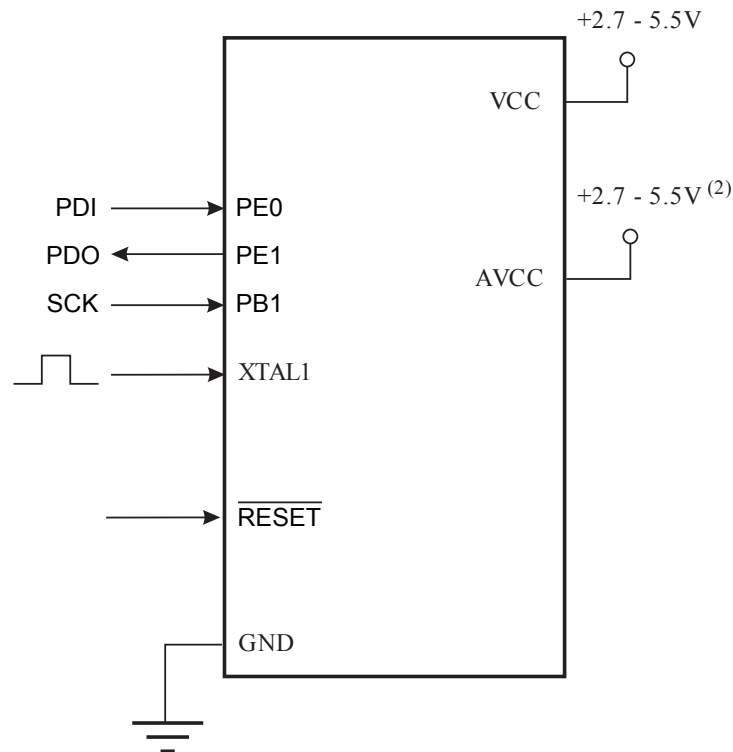 +2.7 - 5.5V
VCC
+2.7 - 5.5V (2)
PDI PE0
PDO PE1
AVCC
SCK PB1
XTAL1
RESET
GND